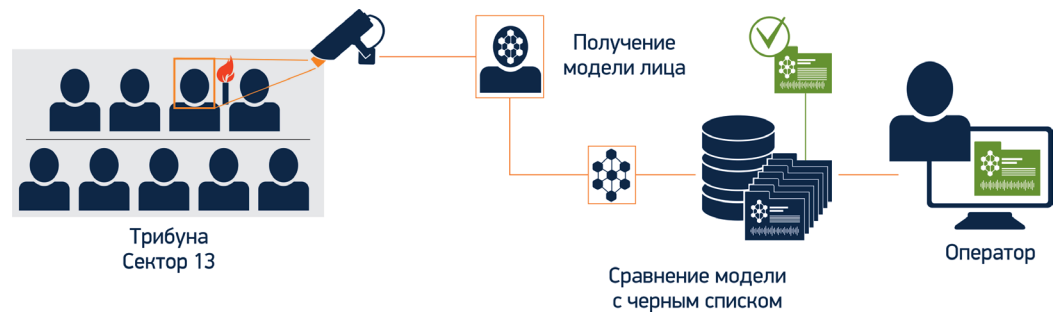 Получение
модели лица
Трибуна
Сектор 13
Сравнение модели
с черным списком
Оператор